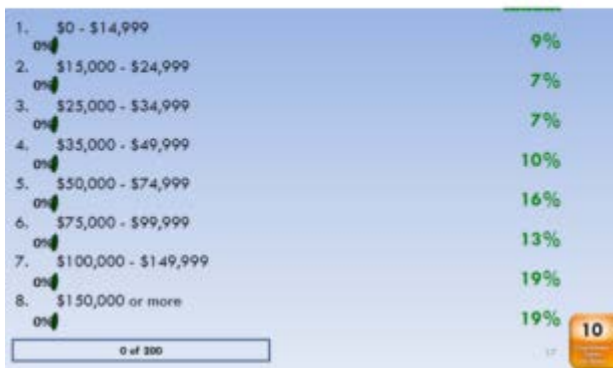 1. $0 - $14,999
0% 9%
2. $15,000 - $24,999
0% 7%
3. $25,000 - $34,999
0% 7%
4. $35,000 - $49,999
0% 10%
5. $50,000 - $74,999
0% 16%
6. $75,000 - $99,999
0% 13%
7. $100,000 - $149,999
0% 19%
8. $150,000 or more
0% 19%
10
0 of 200
17